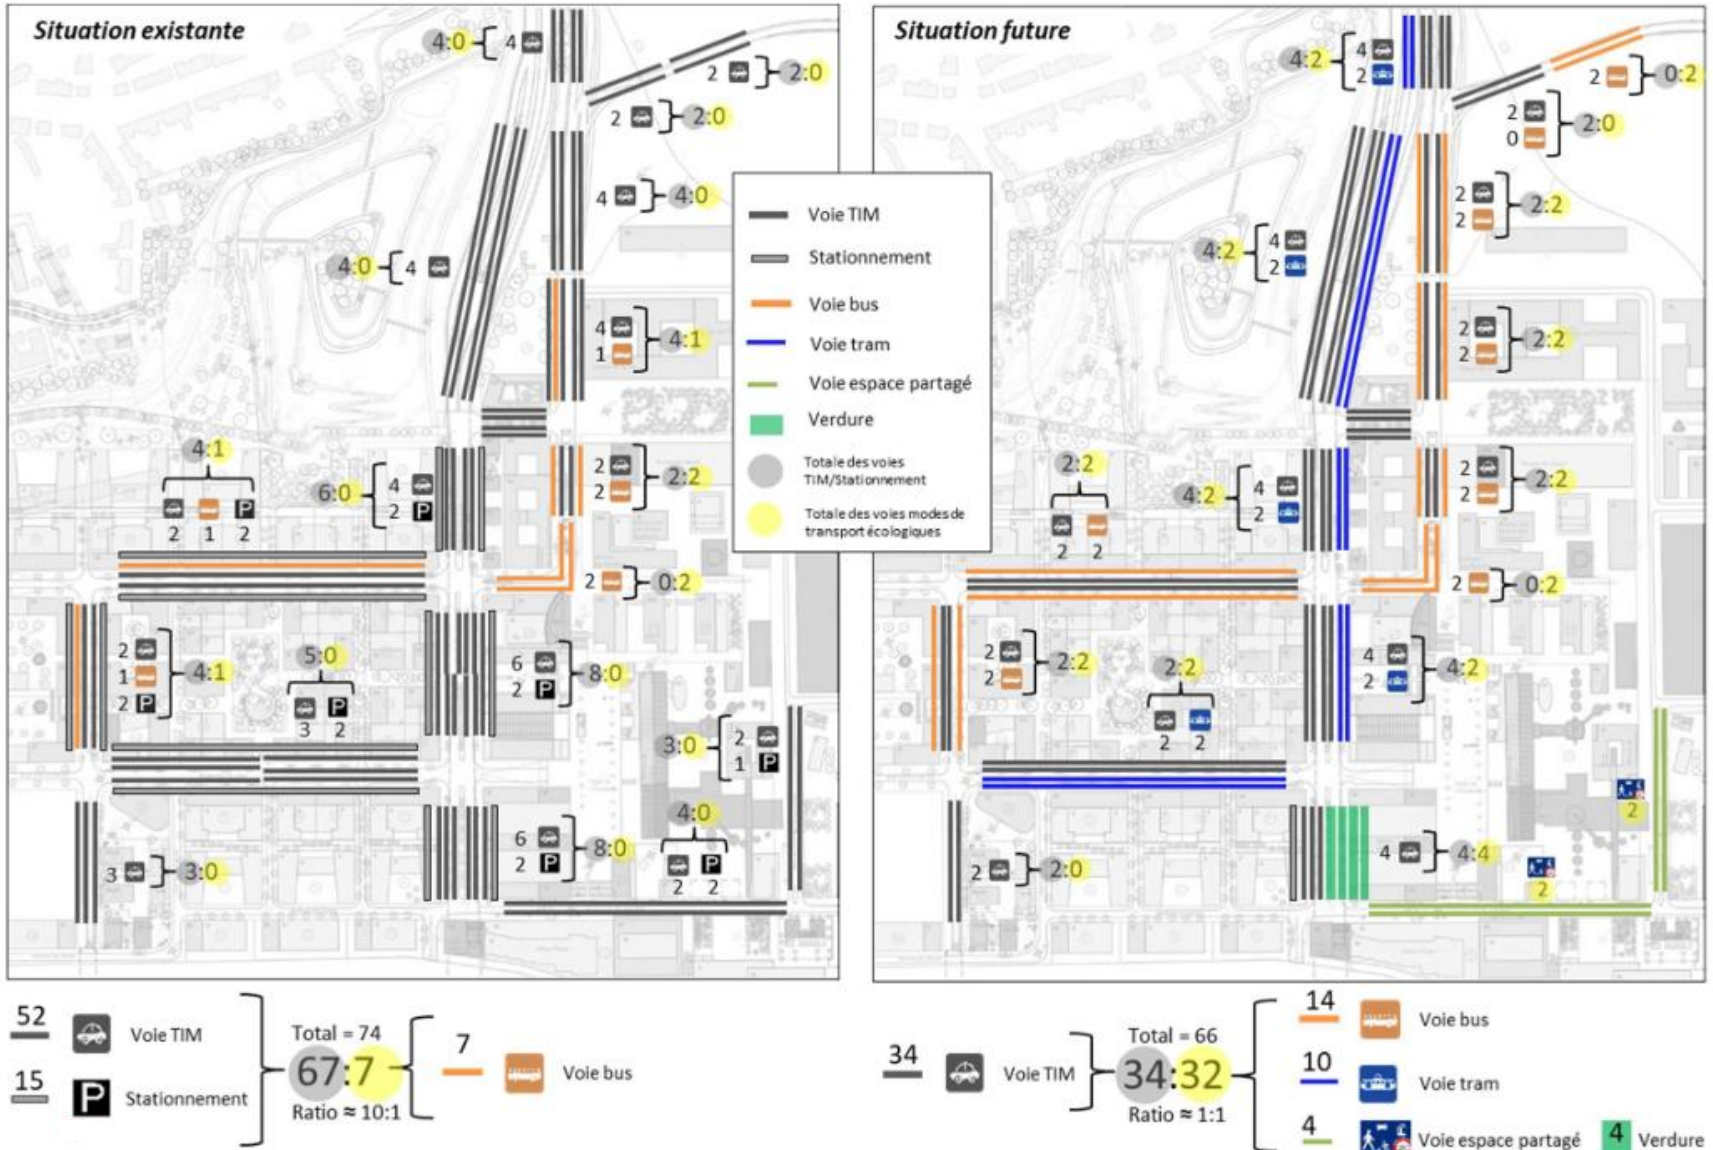 Situation existante
4:0
4
2
2:0
2
2:0
4
4:0
4:0
4
4
1
4:1
4:1
2 1 2
P
6:0
4
2
P
2
2
2:2
2
0:2
2
1
2
P
4:1
5:0
P
3 2
6
2
P
8:0
3:0
2
1
P
6
2
P
8:0
4:0
P
2 2
3
3:0
Voie TIM
Stationnement
Voie bus
Voie tram
Voie espace partagé
Verdure
Totale des voies
TIM/Stationnement
Totale des voies modes de
transport écologiques
Situation future
4:2
4
2
2
0:2
2
0
2:0
2
2
2:2
4:2
4
2
2
2
2:2
2:2
2 2
4:2
4
2
2
2
2:2
2
0:2
2
2
2:2
2:2
2 2
4
2
4:2
2
2:0
4
4:4
2
2
52
Voie TIM
15
P
Stationnement
Total = 74
67:7
Ratio ≈ 10:1
7
Voie bus
34
Voie TIM
Total = 66
34:32
Ratio ≈ 1:1
14
Voie bus
10
Voie tram
4
Voie espace partagé
4
Verdure